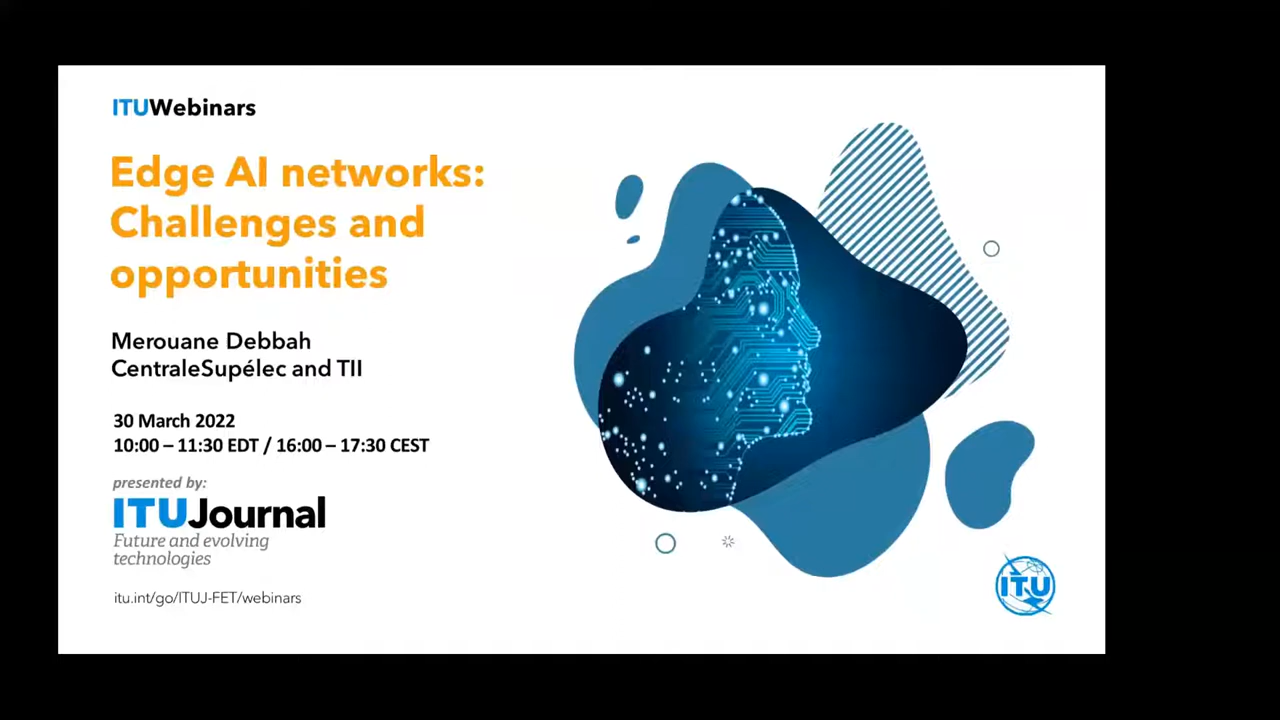 ITUWebinars
Edge AI networks:
Challenges and
opportunities
Merouane Debbah
CentraleSupélec and TII
30 March 2022
10:00 – 11:30 EDT / 16:00 – 17:30 CEST
presented by:
ITUJournal
Future and evolving
technologies
itu.int/go/ITUJ-FET/webinars
ITU